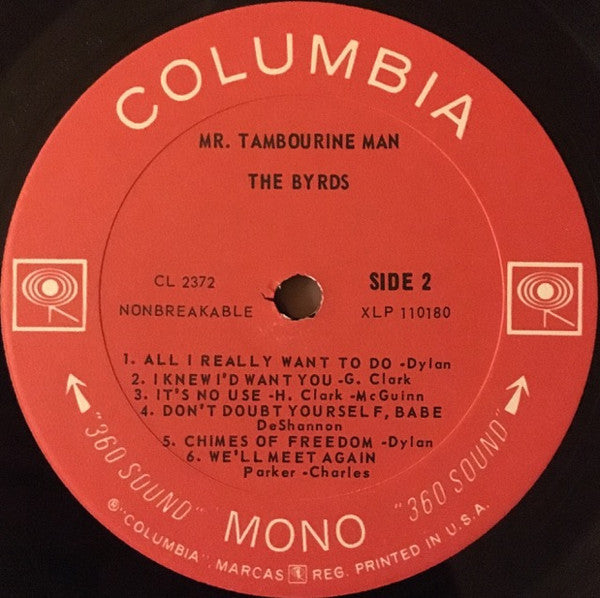 COLUMBIA
MR. TAMBOURINE MAN
THE BYRDS
CL 2372
SIDE 2
NONBREAKABLE
XLP 110180
1. ALL I REALLY WANT TO DO -Dylan
2. I KNEW I'D WANT YOU -G. Clark
3. IT'S NO USE -H. Clark -McGuinn
4. DON'T DOUBT YOURSELF, BABE
DeShannon
5. CHIMES OF FREEDOM -Dylan
6. WE'LL MEET AGAIN
Parker -Charles
"360 SOUND"
MONO
"360 SOUND"
®"COLUMBIA", MARCAS REG. PRINTED IN U.S.A.